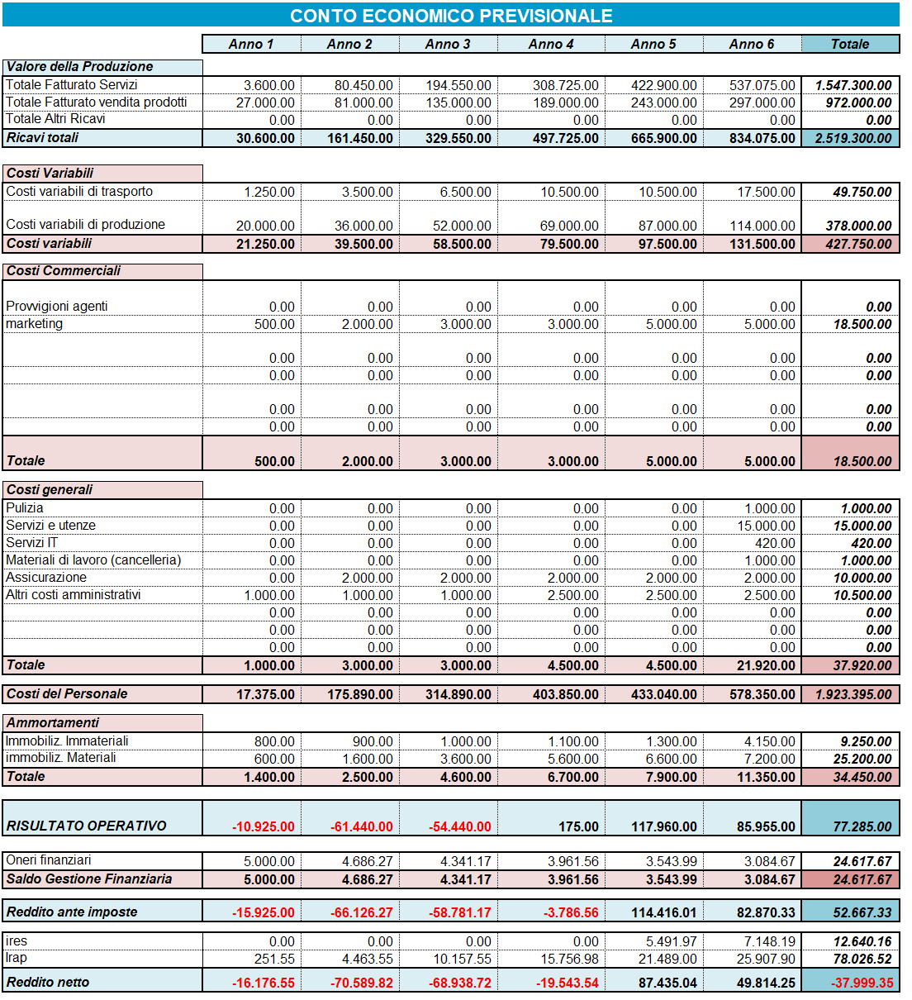 CONTO ECONOMICO PREVISIONALE
Anno 1 Anno 2 Anno 3 Anno 4 Anno 5 Anno 6 Totale
Valore della Produzione
Totale Fatturato Servizi 3.600.00 80.450.00 194.550.00 308.725.00 422.900.00 537.075.00 1.547.300.00
Totale Fatturato vendita prodotti 27.000.00 81.000.00 135.000.00 189.000.00 243.000.00 297.000.00 972.000.00
Totale Altri Ricavi 0.00 0.00 0.00 0.00 0.00 0.00 0.00
Ricavi totali 30.600.00 161.450.00 329.550.00 497.725.00 665.900.00 834.075.00 2.519.300.00
Costi Variabili
Costi variabili di trasporto 1.250.00 3.500.00 6.500.00 10.500.00 10.500.00 17.500.00 49.750.00
Costi variabili di produzione 20.000.00 36.000.00 52.000.00 69.000.00 87.000.00 114.000.00 378.000.00
Costi variabili 21.250.00 39.500.00 58.500.00 79.500.00 97.500.00 131.500.00 427.750.00
Costi Commerciali
Provvigioni agenti 0.00 0.00 0.00 0.00 0.00 0.00 0.00
marketing 500.00 2.000.00 3.000.00 3.000.00 5.000.00 5.000.00 18.500.00
0.00 0.00 0.00 0.00 0.00 0.00 0.00
0.00 0.00 0.00 0.00 0.00 0.00 0.00
0.00 0.00 0.00 0.00 0.00 0.00 0.00
0.00 0.00 0.00 0.00 0.00 0.00 0.00
Totale 500.00 2.000.00 3.000.00 3.000.00 5.000.00 5.000.00 18.500.00
Costi generali
Pulizia 0.00 0.00 0.00 0.00 0.00 1.000.00 1.000.00
Servizi e utenze 0.00 0.00 0.00 0.00 0.00 15.000.00 15.000.00
Servizi IT 0.00 0.00 0.00 0.00 0.00 420.00 420.00
Materiali di lavoro (cancelleria) 0.00 0.00 0.00 0.00 0.00 1.000.00 1.000.00
Assicurazione 0.00 2.000.00 2.000.00 2.000.00 2.000.00 2.000.00 10.000.00
Altri costi amministrativi 1.000.00 1.000.00 1.000.00 2.500.00 2.500.00 2.500.00 10.500.00
0.00 0.00 0.00 0.00 0.00 0.00 0.00
0.00 0.00 0.00 0.00 0.00 0.00 0.00
0.00 0.00 0.00 0.00 0.00 0.00 0.00
Totale 1.000.00 3.000.00 3.000.00 4.500.00 4.500.00 21.920.00 37.920.00
Costi del Personale 17.375.00 175.890.00 314.890.00 403.850.00 433.040.00 578.350.00 1.923.395.00
Ammortamenti
Immobiliz. Immateriali 800.00 900.00 1.000.00 1.100.00 1.300.00 4.150.00 9.250.00
immobiliz. Materiali 600.00 1.600.00 3.600.00 5.600.00 6.600.00 7.200.00 25.200.00
Totale 1.400.00 2.500.00 4.600.00 6.700.00 7.900.00 11.350.00 34.450.00
RISULTATO OPERATIVO -10.925.00 -61.440.00 -54.440.00 175.00 117.960.00 85.955.00 77.285.00
Oneri finanziari 5.000.00 4.686.27 4.341.17 3.961.56 3.543.99 3.084.67 24.617.67
Saldo Gestione Finanziaria 5.000.00 4.686.27 4.341.17 3.961.56 3.543.99 3.084.67 24.617.67
Reddito ante imposte -15.925.00 -66.126.27 -58.781.17 -3.786.56 114.416.01 82.870.33 52.667.33
ires 0.00 0.00 0.00 0.00 5.491.97 7.148.19 12.640.16
Irap 251.55 4.463.55 10.157.55 15.756.98 21.489.00 25.907.90 78.026.52
Reddito netto -16.176.55 -70.589.82 -68.938.72 -19.543.54 87.435.04 49.814.25 -37.999.35